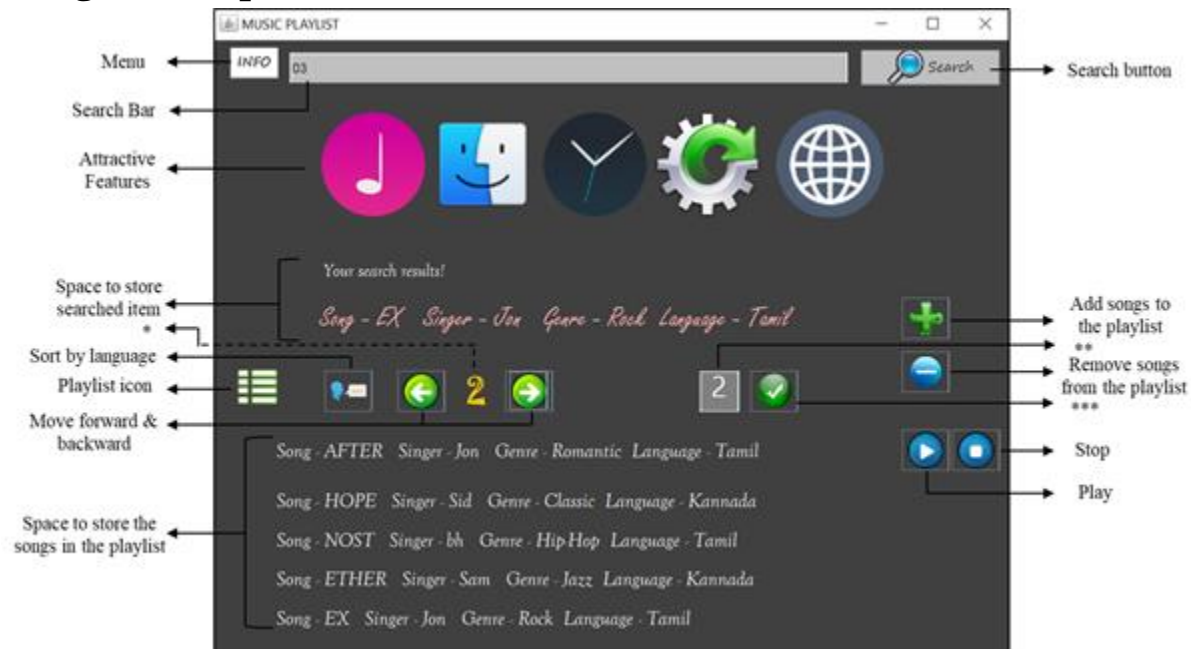 MUSIC PLAYLIST
Menu
INFO
03
Search
Search button
Search Bar
Attractive
Features
Your search results!
Space to store
searched item
*
Song - EX Singer - Jon Genre - Rock Language - Tamil
Add songs to
the playlist
**
Sort by language
Playlist icon
2
2
Remove songs
from the playlist
***
Move forward &
backward
Song - AFTER Singer - Jon Genre - Romantic Language - Tamil
Stop
Song - HOPE Singer - Sid Genre - Classic Language - Kannada
Play
Space to store the
songs in the playlist
Song - NOST Singer - bh Genre - Hip-Hop Language - Tamil
Song - ETHER Singer - Sam Genre - Jazz Language - Kannada
Song - EX Singer - Jon Genre - Rock Language - Tamil